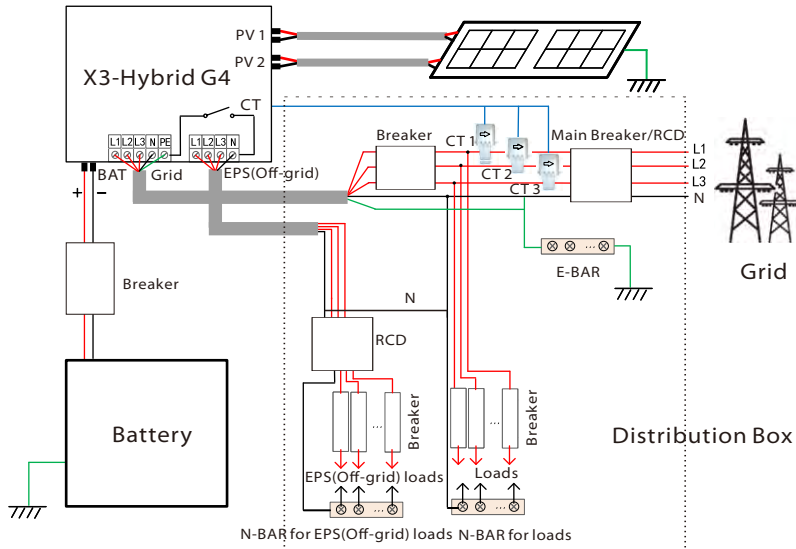 PV 1
PV 2
X3-Hybrid G4
CT
L1 L2 L3 N PE
L1 L2 L3 N
BAT
Grid
EPS(Off-grid)
+
−
Breaker
Battery
Breaker
CT 1
CT 2
CT 3
Main Breaker/RCD
L1
L2
L3
N
Grid
E-BAR
...
N
RCD
...
Breaker
EPS(Off-grid) loads
...
N-BAR for EPS(Off-grid) loads
...
Breaker
Loads
...
N-BAR for loads
Distribution Box